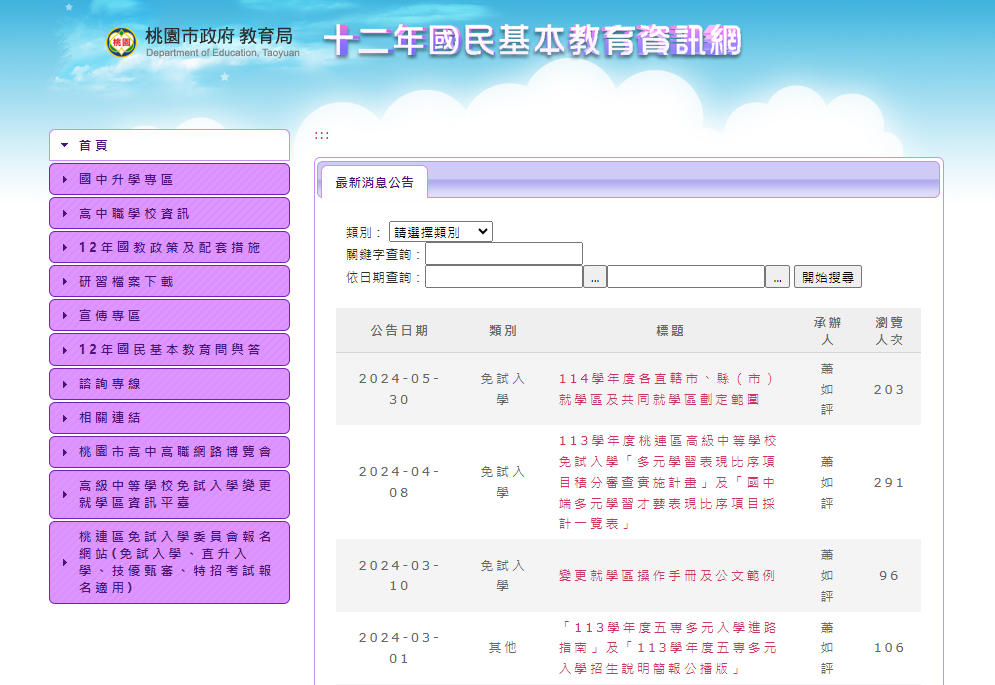 桃園
桃園市政府 教育局
Department of Education, Taoyuan
十二年國民基本教育資訊網
首頁
國中升學專區
高中職學校資訊
12年國教政策及配套措施
研習檔案下載
宣傳專區
12年國民基本教育問與答
諮詢專線
相關連結
桃園市高中高職網路博覽會
高級中等學校免試入學變更
就學區資訊平臺
桃連區免試入學委員會報名
網站(免試入學、直升入
學、技優甄審、特招考試報
名適用)
:::
最新消息公告
類別： 請選擇類別
關鍵字查詢：
依日期查詢： ... ... 開始搜尋
公告日期 類別 標題 承辦人 瀏覽人次
2024-05-30 免試入學
114學年度各直轄市、縣（市）
就學區及共同就學區劃定範圍
蕭如評 203
2024-04-08 免試入學
113學年度桃連區高級中等學校
免試入學「多元學習表現比序項
目積分審查實施計畫」及「國中
端多元學習才藝表現比序項目採
計一覽表」
蕭如評 291
2024-03-10 免試入學
變更就學區操作手冊及公文範例
蕭如評 96
2024-03-01 其他
「113學年度五專多元入學進路
指南」及「113學年度五專多元
入學招生說明簡報公播版」
蕭如評 106